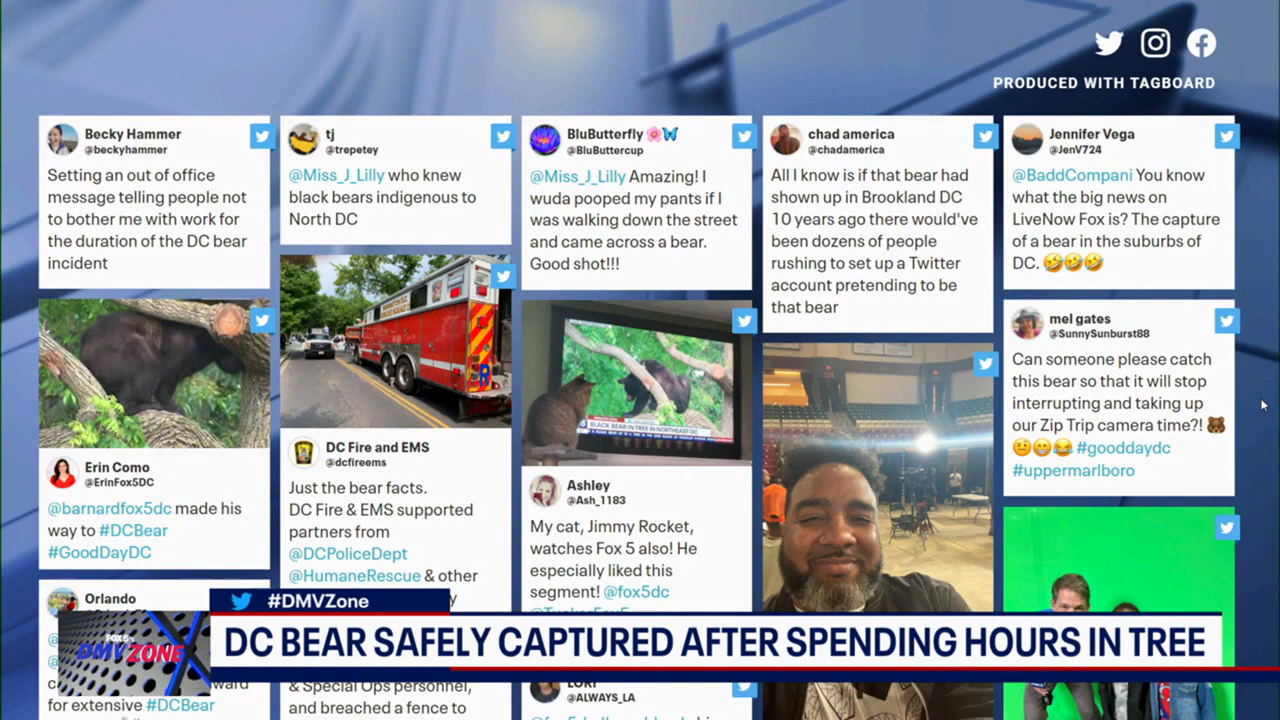 PRODUCED WITH TAGBOARD
Becky Hammer
@beckyhammer
Setting an out of office
message telling people not
to bother me with work for
the duration of the DC bear
incident
Erin Como
@ErinFox5DC
@barnardfox5dc made his
way to #DCBear
#GoodDayDC
Orlando
for extensive #DCBear
tj
@trepetey
@Miss_J_Lilly who knew
black bears indigenous to
North DC
DC Fire and EMS
@dcfireems
Just the bear facts.
DC Fire & EMS supported
partners from
@DCPoliceDept
@HumaneRescue & other
& Special Ops personnel,
and breached a fence to
BluButterfly
@BluButtercup
@Miss_J_Lilly Amazing! I
wuda pooped my pants if I
was walking down the street
and came across a bear.
Good shot!!!
BLACK BEAR IN TREE IN NORTHEAST DC
Ashley
@Ash_1183
My cat, Jimmy Rocket,
watches Fox 5 also! He
especially liked this
segment! @fox5dc
LORI
@ALWAYS_LA
chad america
@chadamerica
All I know is if that bear had
shown up in Brookland DC
10 years ago there would've
been dozens of people
rushing to set up a Twitter
account pretending to be
that bear
Jennifer Vega
@JenV724
@BaddCompani You know
what the big news on
LiveNow Fox is? The capture
of a bear in the suburbs of
DC. 🤣🤣🤣
mel gates
@SunnySunburst88
Can someone please catch
this bear so that it will stop
interrupting and taking up
our Zip Trip camera time?! 🐻
#gooddaydc
#uppermarlboro
#DMVZone
FOX 5's
DMV ZONE
DC BEAR SAFELY CAPTURED AFTER SPENDING HOURS IN TREE